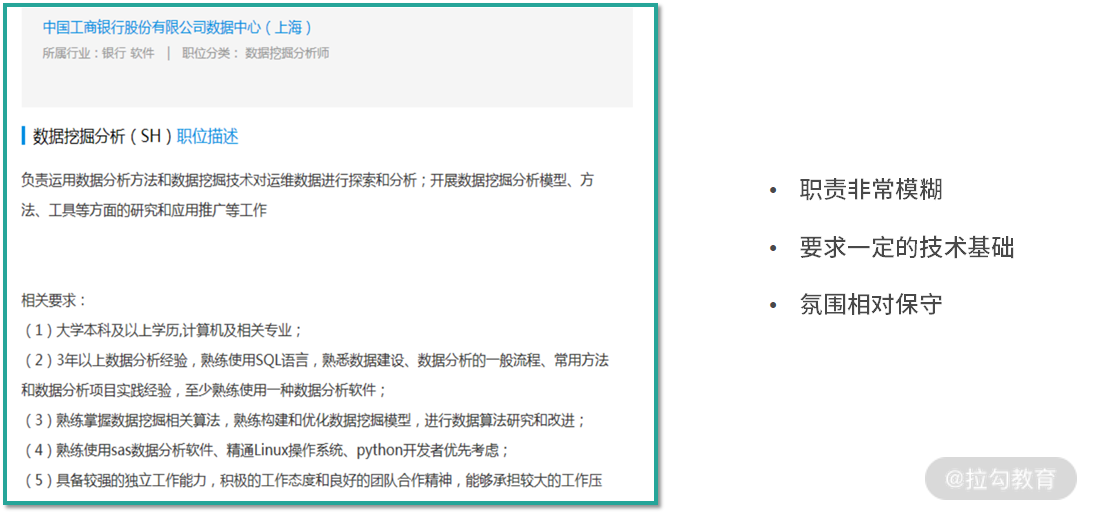 中国工商银行股份有限公司数据中心（上海）
所属行业：银行 软件 | 职位分类： 数据挖掘分析师
数据挖掘分析（SH）职位描述
负责运用数据分析方法和数据挖掘技术对运维数据进行探索和分析；开展数据挖掘分析模型、方
法、工具等方面的研究和应用推广等工作
相关要求：
（1）大学本科及以上学历,计算机及相关专业；
（2）3年以上数据分析经验，熟练使用SQL语言，熟悉数据建设、数据分析的一般流程、常用方法
和数据分析项目实践经验，至少熟练使用一种数据分析软件；
（3）熟练掌握数据挖掘相关算法，熟练构建和优化数据挖掘模型，进行数据算法研究和改进；
（4）熟练使用sas数据分析软件、精通Linux操作系统、python开发者优先考虑；
（5）具备较强的独立工作能力，积极的工作态度和良好的团队合作精神，能够承担较大的工作压
• 职责非常模糊
• 要求一定的技术基础
• 氛围相对保守
@拉勾教育